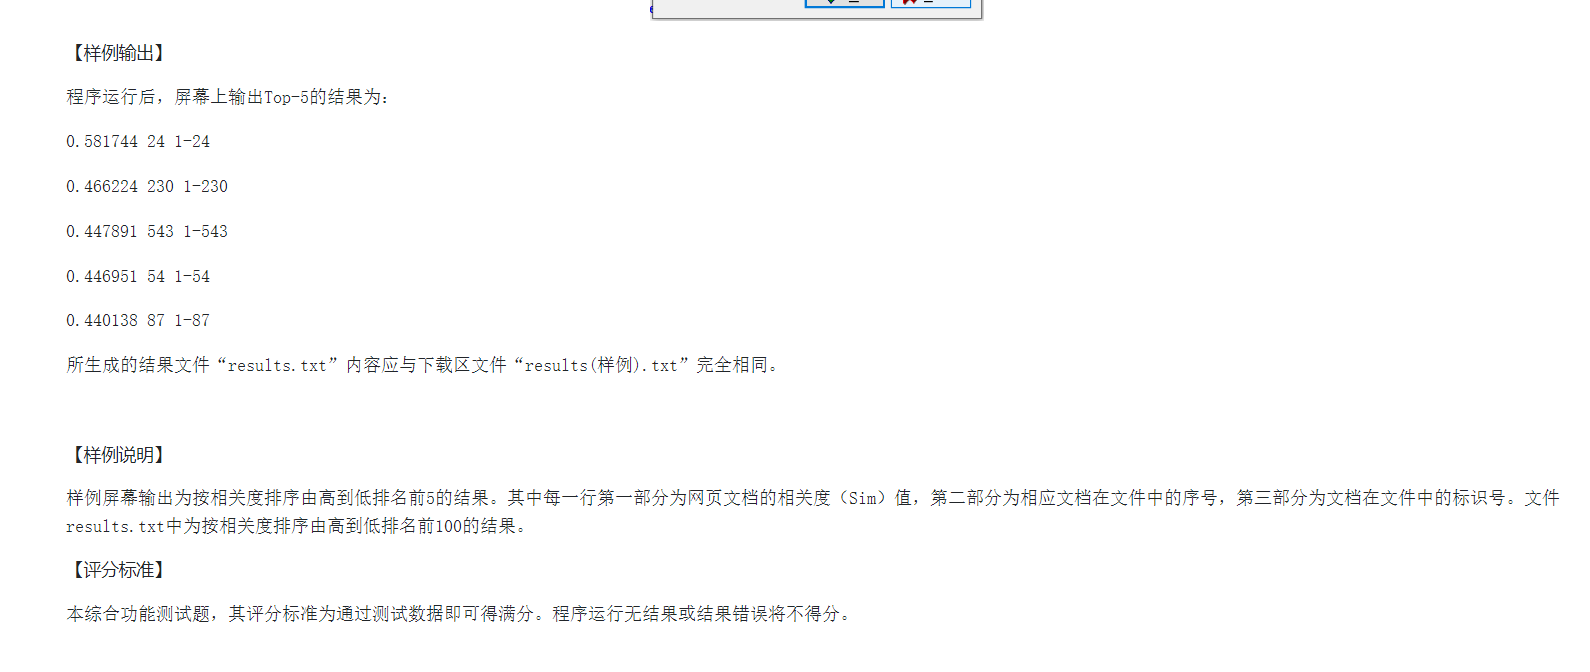 【样例输出】
程序运行后，屏幕上输出Top-5的结果为：
0.581744 24 1-24
0.466224 230 1-230
0.447891 543 1-543
0.446951 54 1-54
0.440138 87 1-87
所生成的结果文件“results.txt”内容应与下载区文件“results(样例).txt”完全相同。
【样例说明】
样例屏幕输出为按相关度排序由高到低排名前5的结果。其中每一行第一部分为网页文档的相关度（Sim）值，第二部分为相应文档在文件中的序号，第三部分为文档在文件中的标识号。文件
results.txt中为按相关度排序由高到低排名前100的结果。
【评分标准】
本综合功能测试题，其评分标准为通过测试数据即可得满分。程序运行无结果或结果错误将不得分。